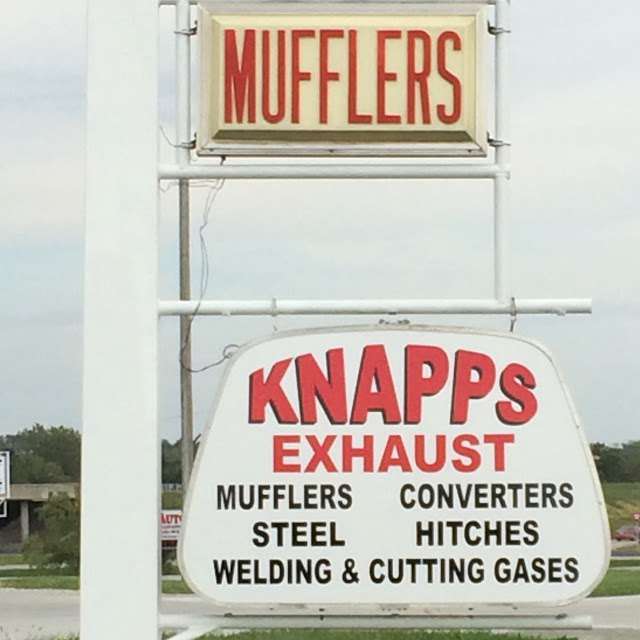 MUFFLERS
KNAPPS
EXHAUST
MUFFLERS CONVERTERS
STEEL HITCHES
WELDING & CUTTING GASES